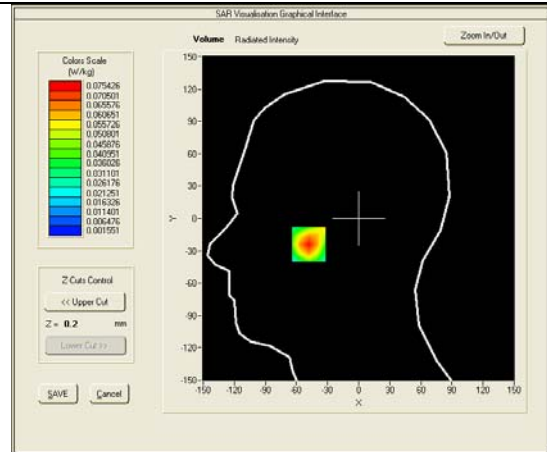 SAR Visualisation Graphical Interface
Volume Radiated Intensity
Zoom In/Out
Colors Scale
(W/kg)
0.075426
0.070501
0.065576
0.060651
0.055726
0.050801
0.045876
0.040951
0.036026
0.031101
0.026176
0.021251
0.016326
0.011401
0.006476
0.001551
Z Cuts Control
<< Upper Cut
Z = 0.2 mm
Lower Cut >>
SAVE Cancel
150
120
90
60
30
0
-30
-60
-90
-120
-150
Y
-150 -120 -90 -60 -30 0 30 60 90 120 150
X